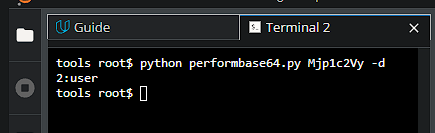 Guide
Terminal 2
tools root$ python performbase64.py Mjp1c2Vy -d
2:user
tools root$